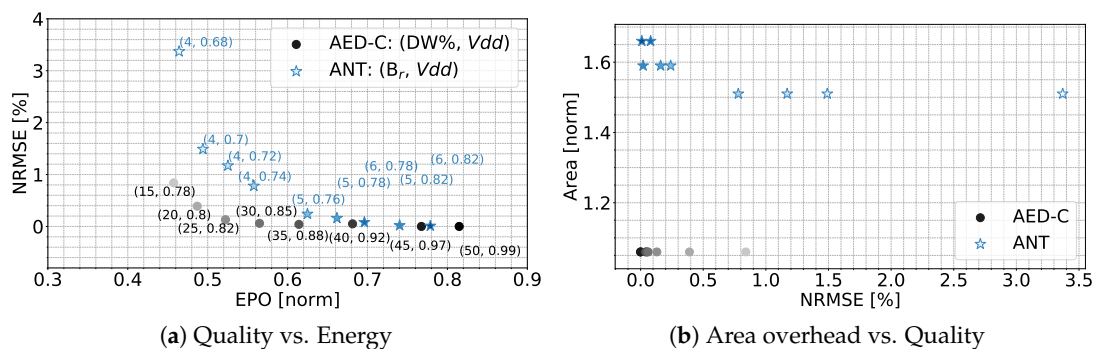 4
3
2
1
0
NRMSE [%]
(4, 0.68)
AED-C: (DW%, Vdd)
ANT: (Br, Vdd)
(4, 0.7)
(4, 0.72)
(4, 0.74)
(6, 0.82)
(6, 0.78)
(5, 0.82)
(5, 0.78)
(5, 0.76)
(15, 0.78)
(20, 0.8)
(25, 0.82)
(30, 0.85)
(35, 0.88)
(40, 0.92)
(45, 0.97)
(50, 0.99)
0.3 0.4 0.5 0.6 0.7 0.8 0.9
EPO [norm]
(a) Quality vs. Energy
1.6
1.4
1.2
Area [norm]
AED-C
ANT
0.0 0.5 1.0 1.5 2.0 2.5 3.0 3.5
NRMSE [%]
(b) Area overhead vs. Quality